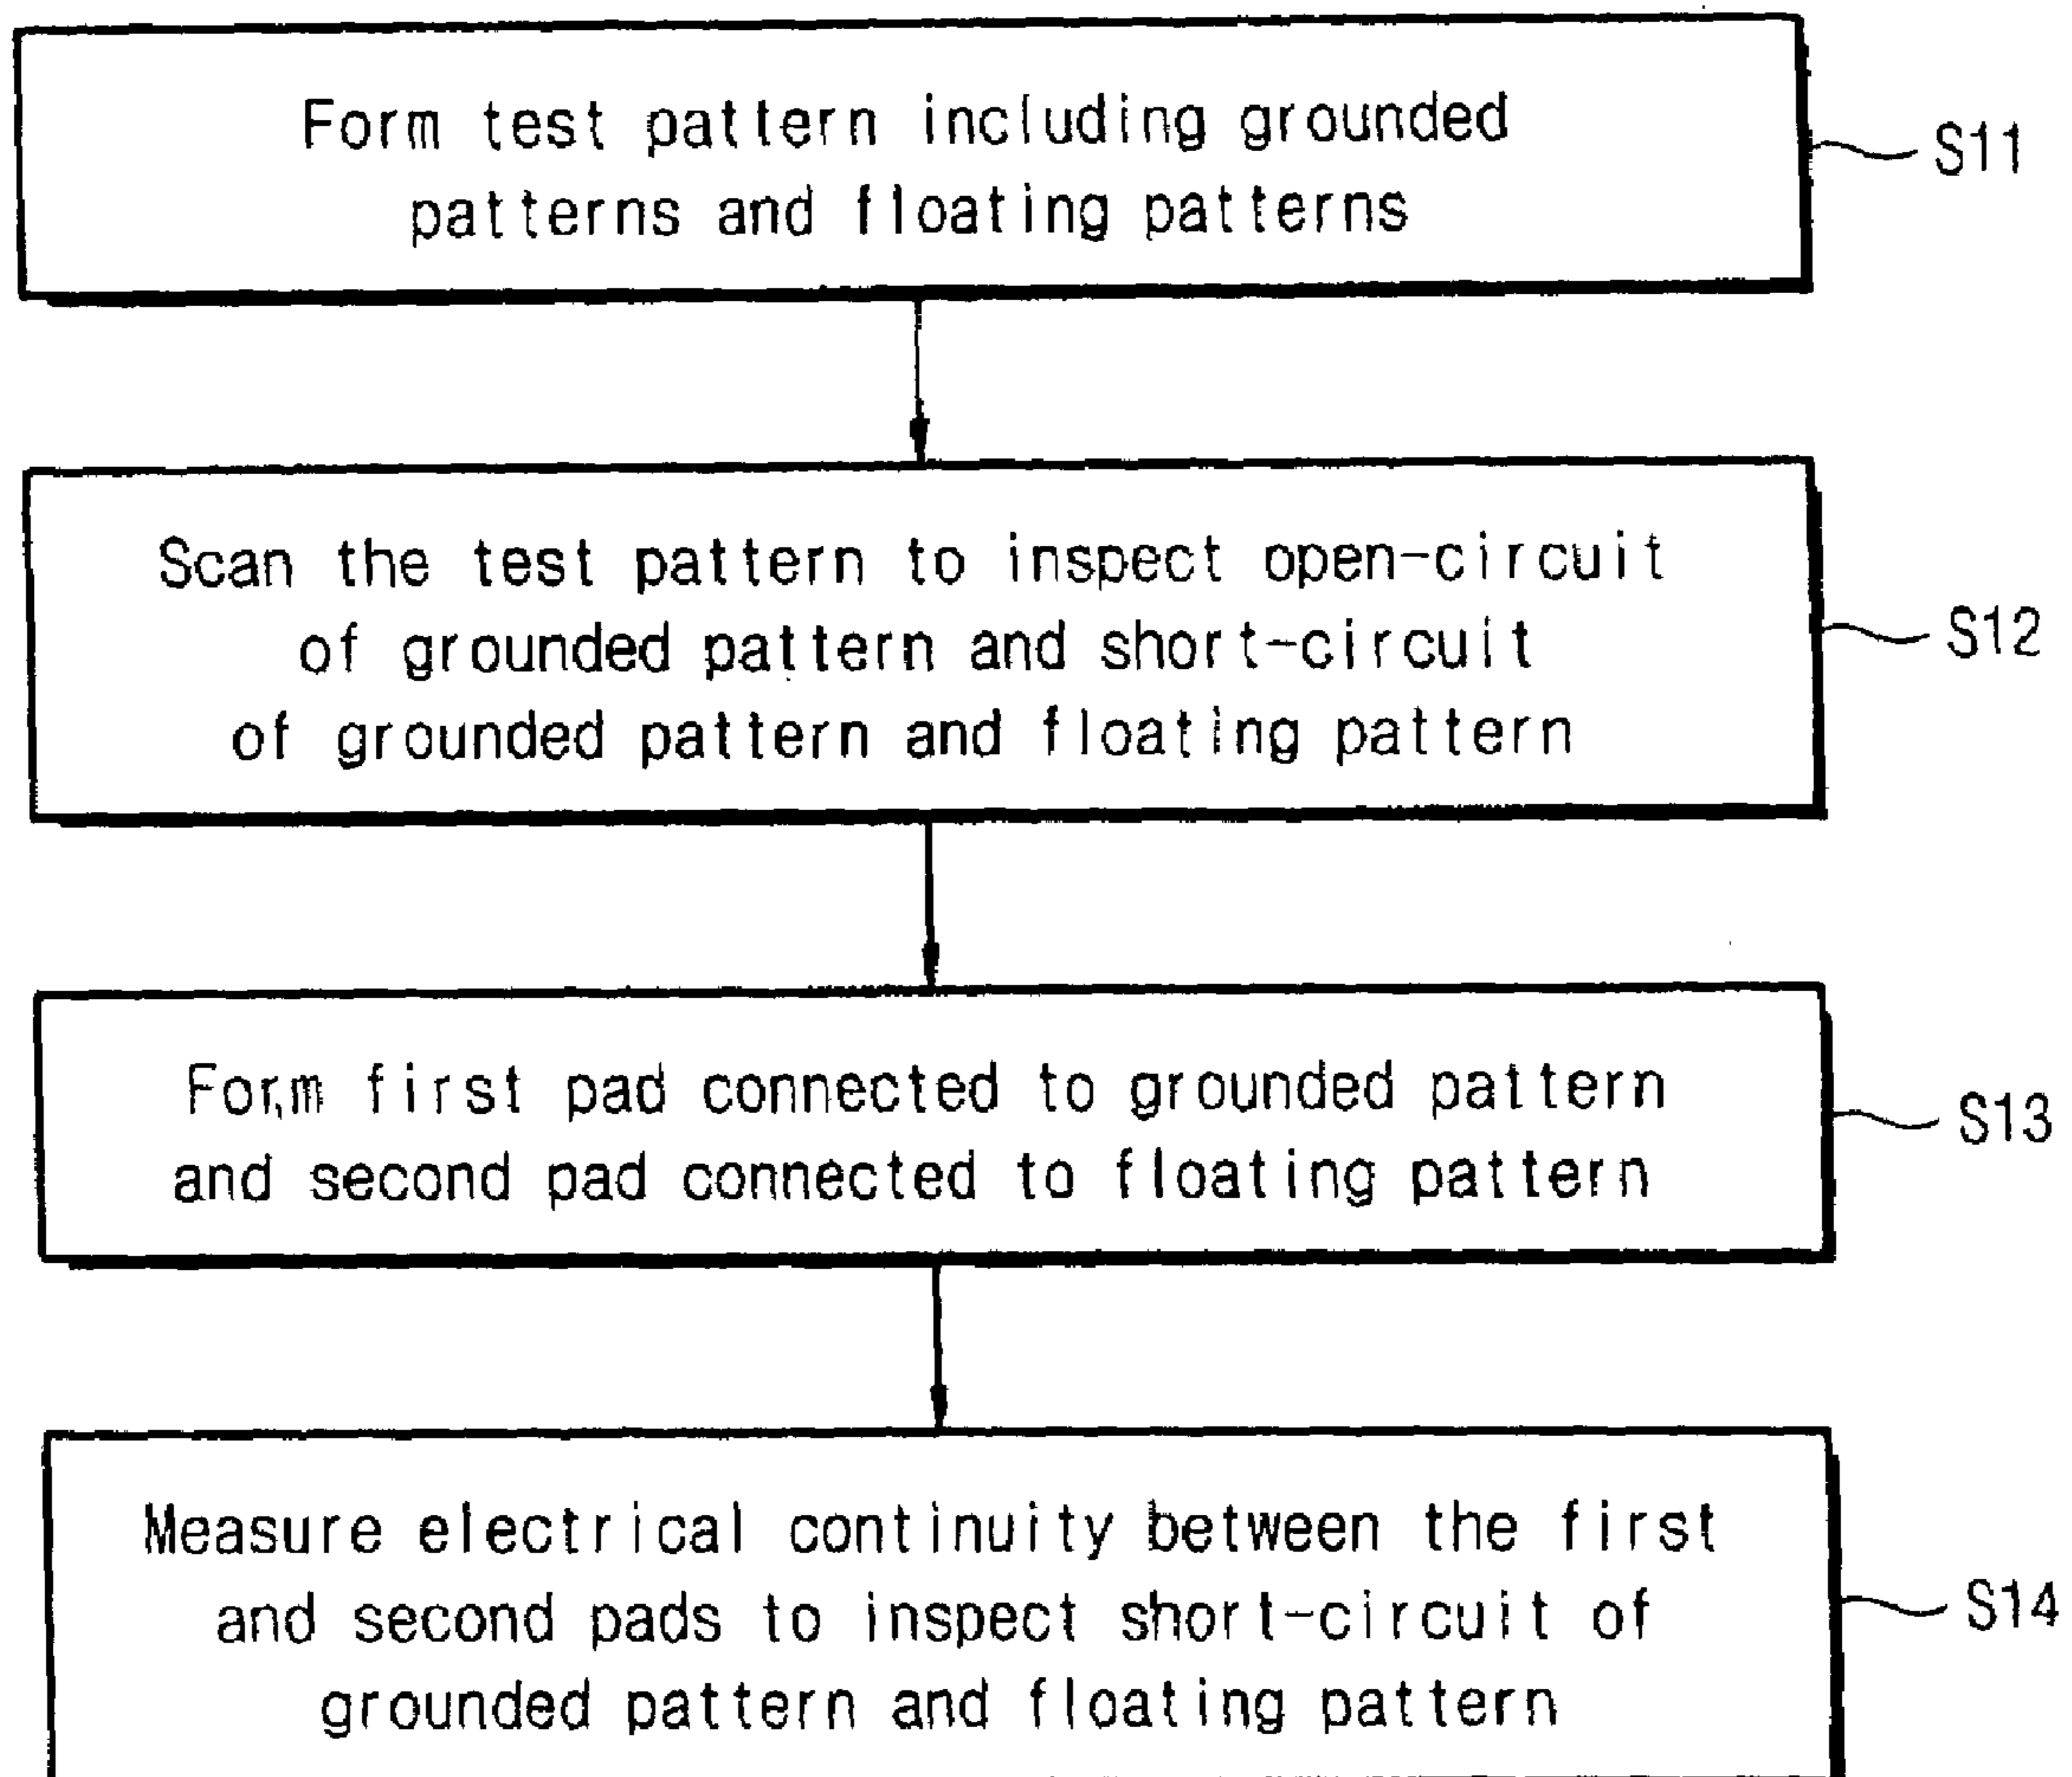 Form test pattern including grounded
patterns and floating patterns
S11
Scan the test pattern to inspect open-circuit
of grounded pattern and short-circuit
of grounded pattern and floating pattern
S12
Form first pad connected to grounded pattern
and second pad connected to floating pattern
S13
Measure electrical continuity between the first
and second pads to inspect short-circuit of
grounded pattern and floating pattern
S14